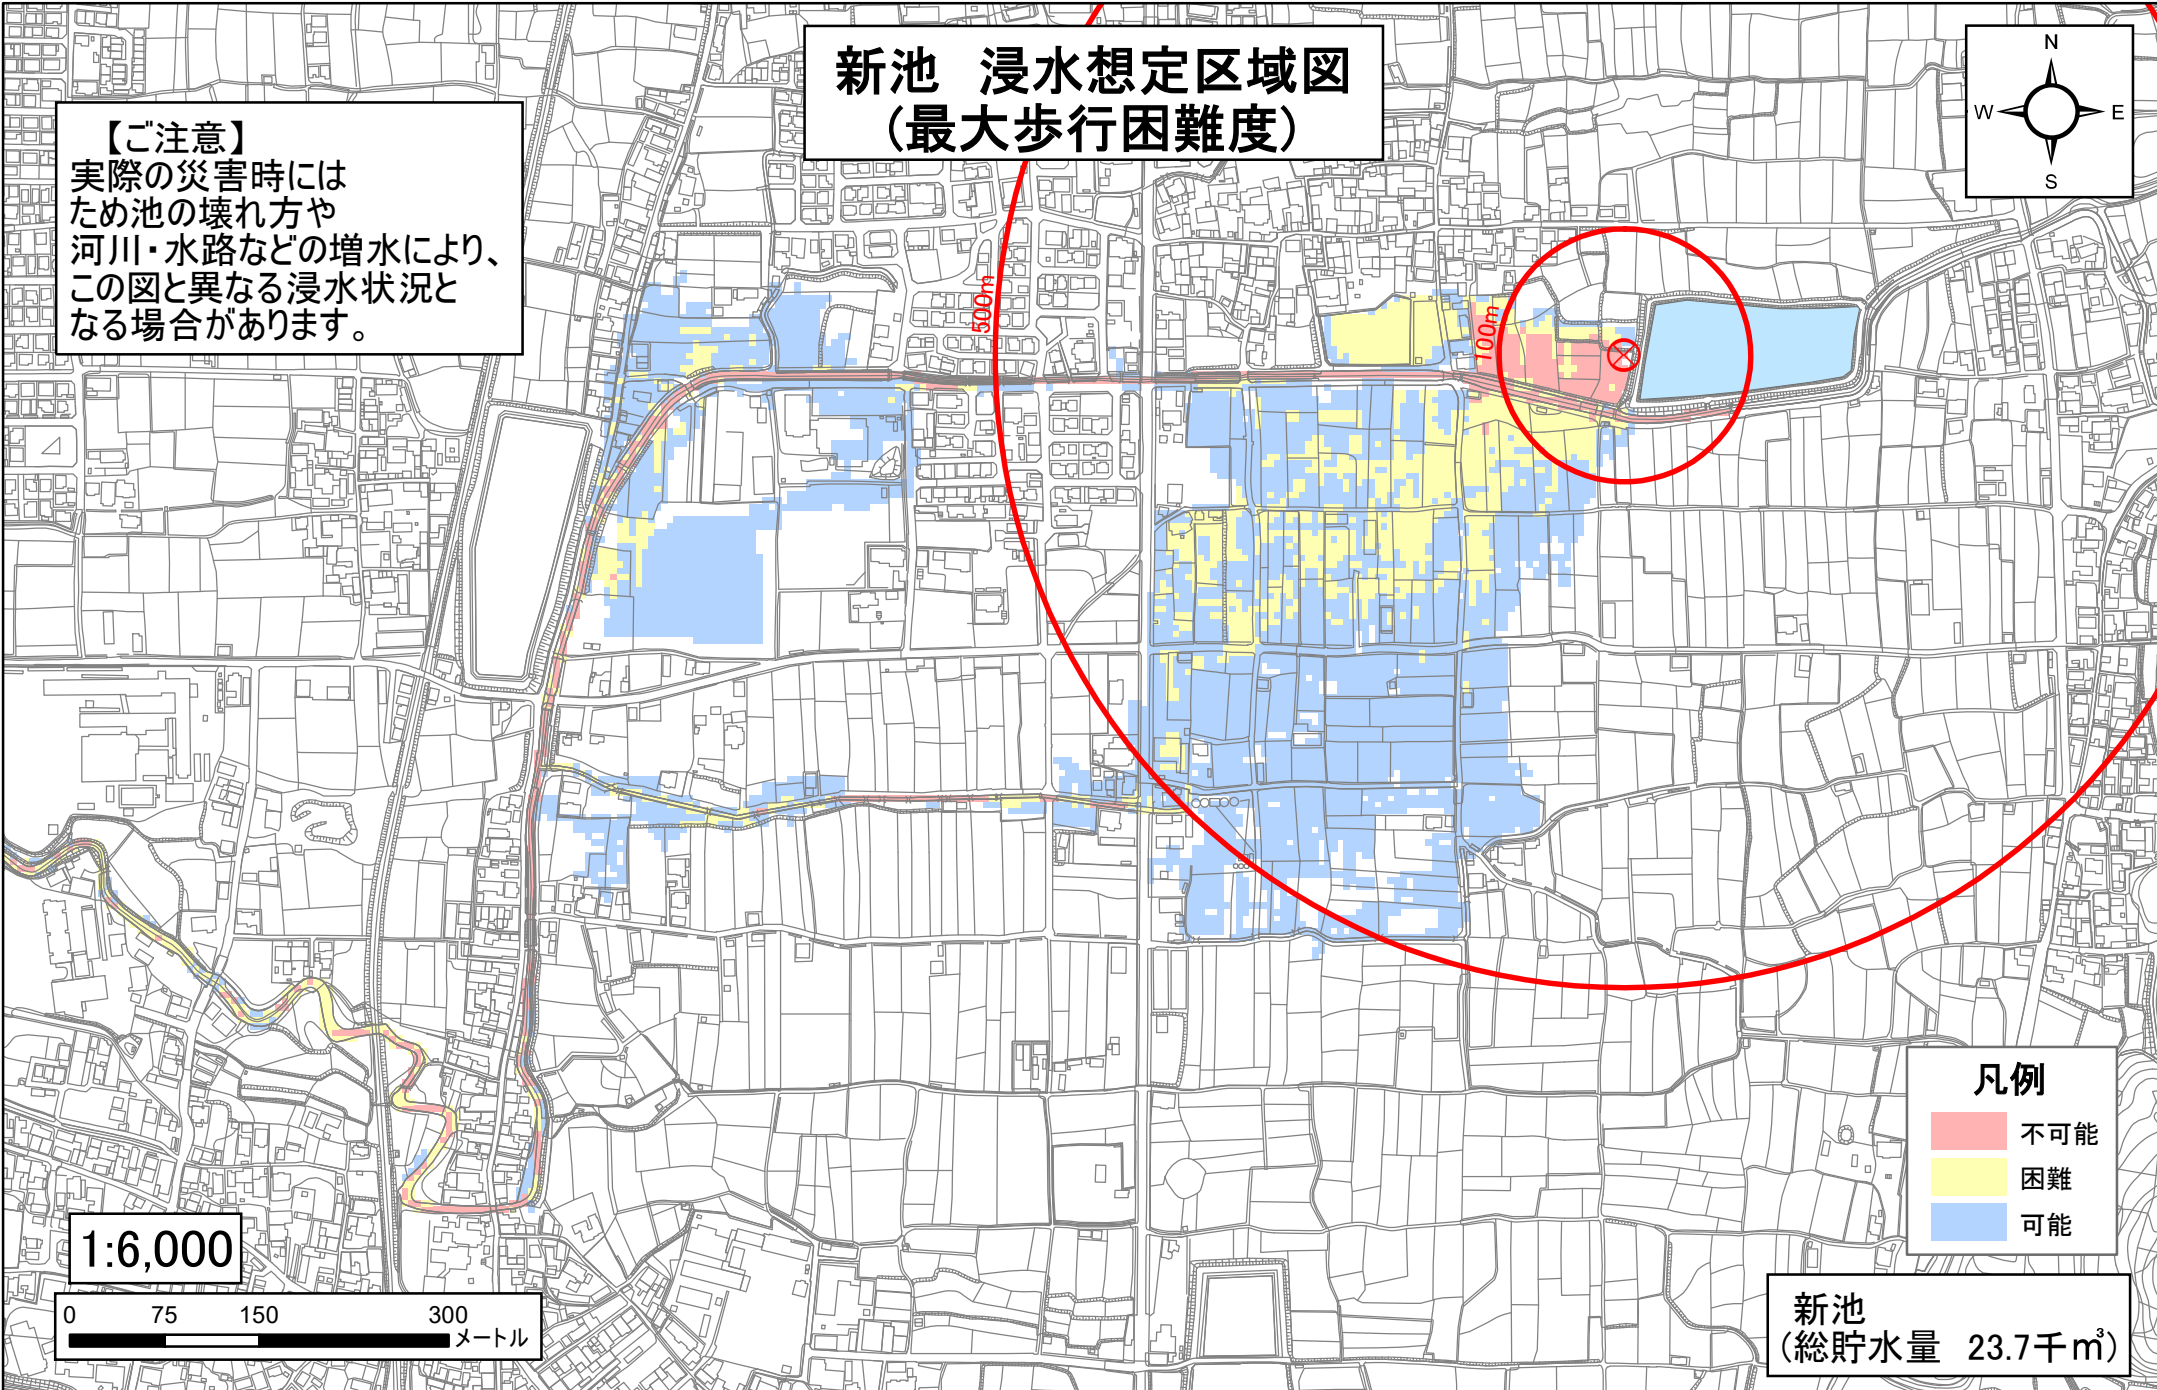 新池　浸水想定区域図
(最大歩行困難度)
【ご注意】
実際の災害時には
ため池の壊れ方や
河川・水路などの増水により、
この図と異なる浸水状況と
なる場合があります。
N
W
E
S
500m
100m
凡例
不可能
困難
可能
1:6,000
0 75 150 300
メートル
新池
(総貯水量　23.7千㎥)